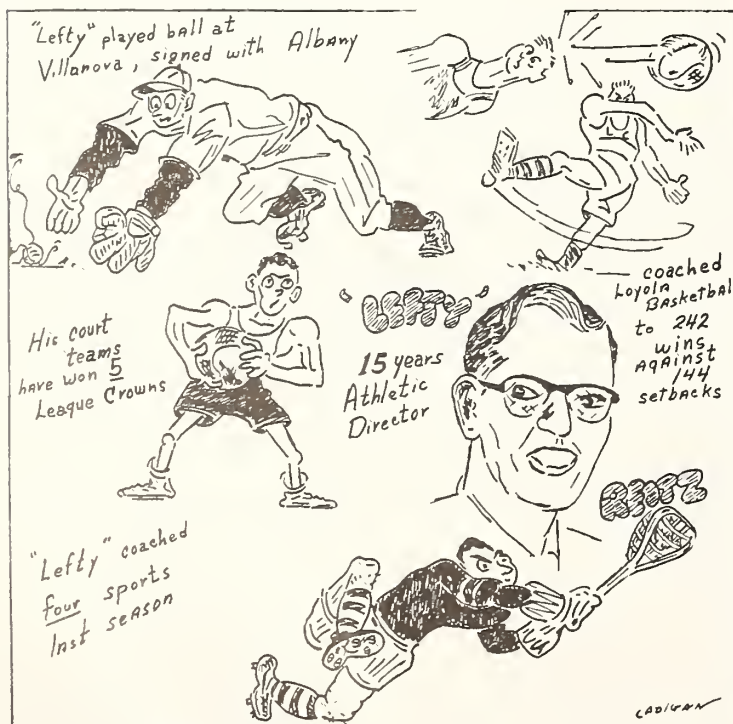 "Lefty" played ball at
Villanova, signed with Albany
coached
Loyola
Basketball
to 242
wins
against
144
setbacks
His court
teams
have won 5
League Crowns
"LEFTY"
15 years
Athletic
Director
REITZ
"Lefty" coached
four sports
last season
CADIGAN